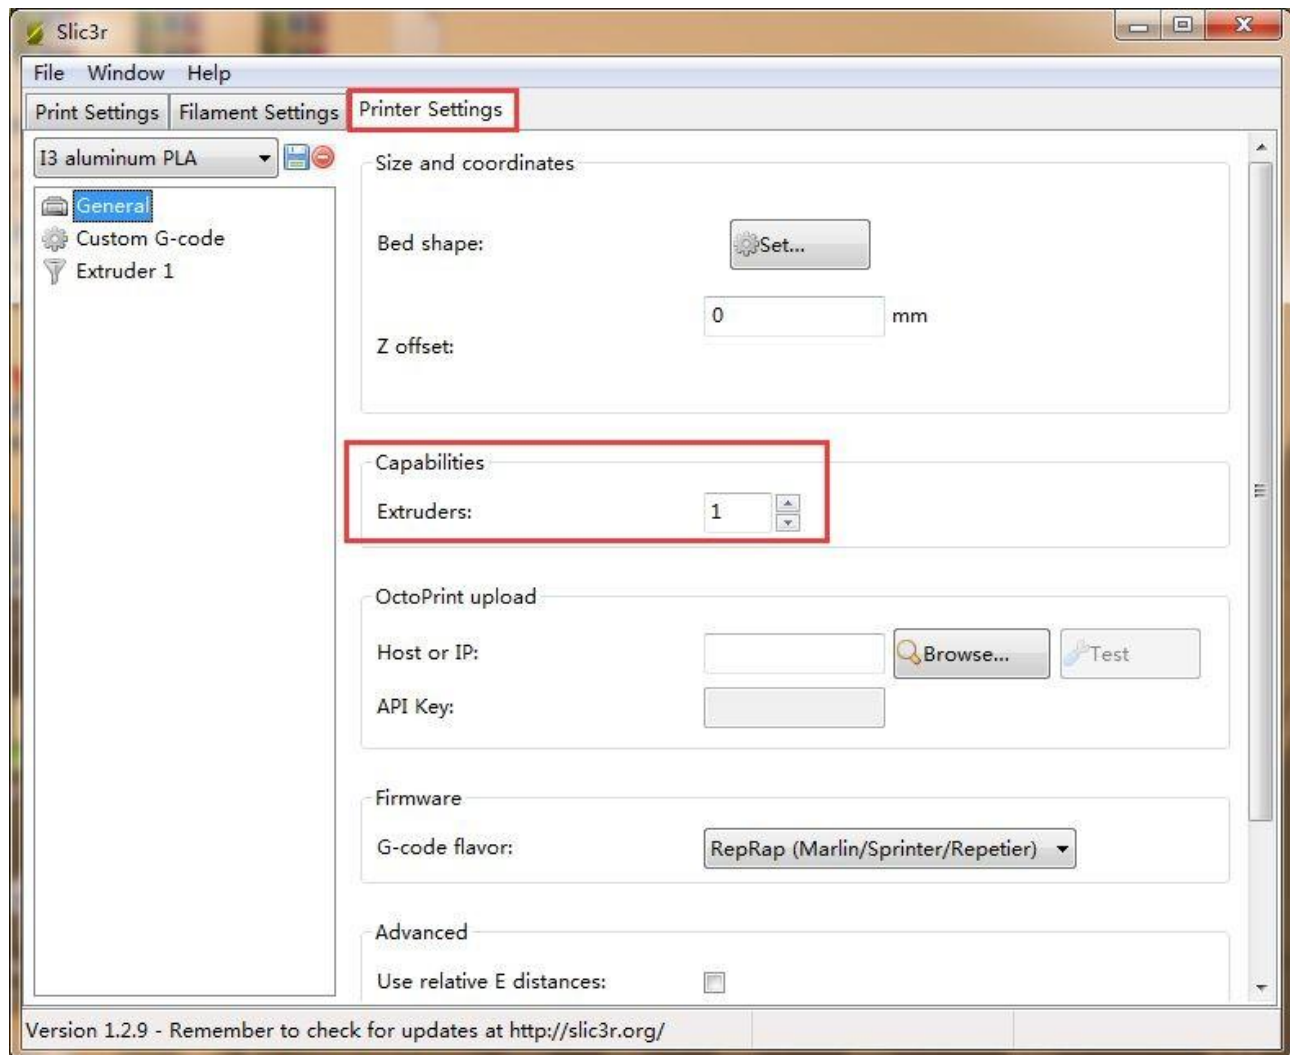 Slic3r
File Window Help
Print Settings Filament Settings Printer Settings
I3 aluminum PLA
General
Custom G-code
Extruder 1
Size and coordinates
Bed shape: Set...
Z offset: 0 mm
Capabilities
Extruders: 1
OctoPrint upload
Host or IP: Browse... Test
API Key:
Firmware
G-code flavor: RepRap (Marlin/Sprinter/Repetier)
Advanced
Use relative E distances:
Version 1.2.9 - Remember to check for updates at http://slic3r.org/